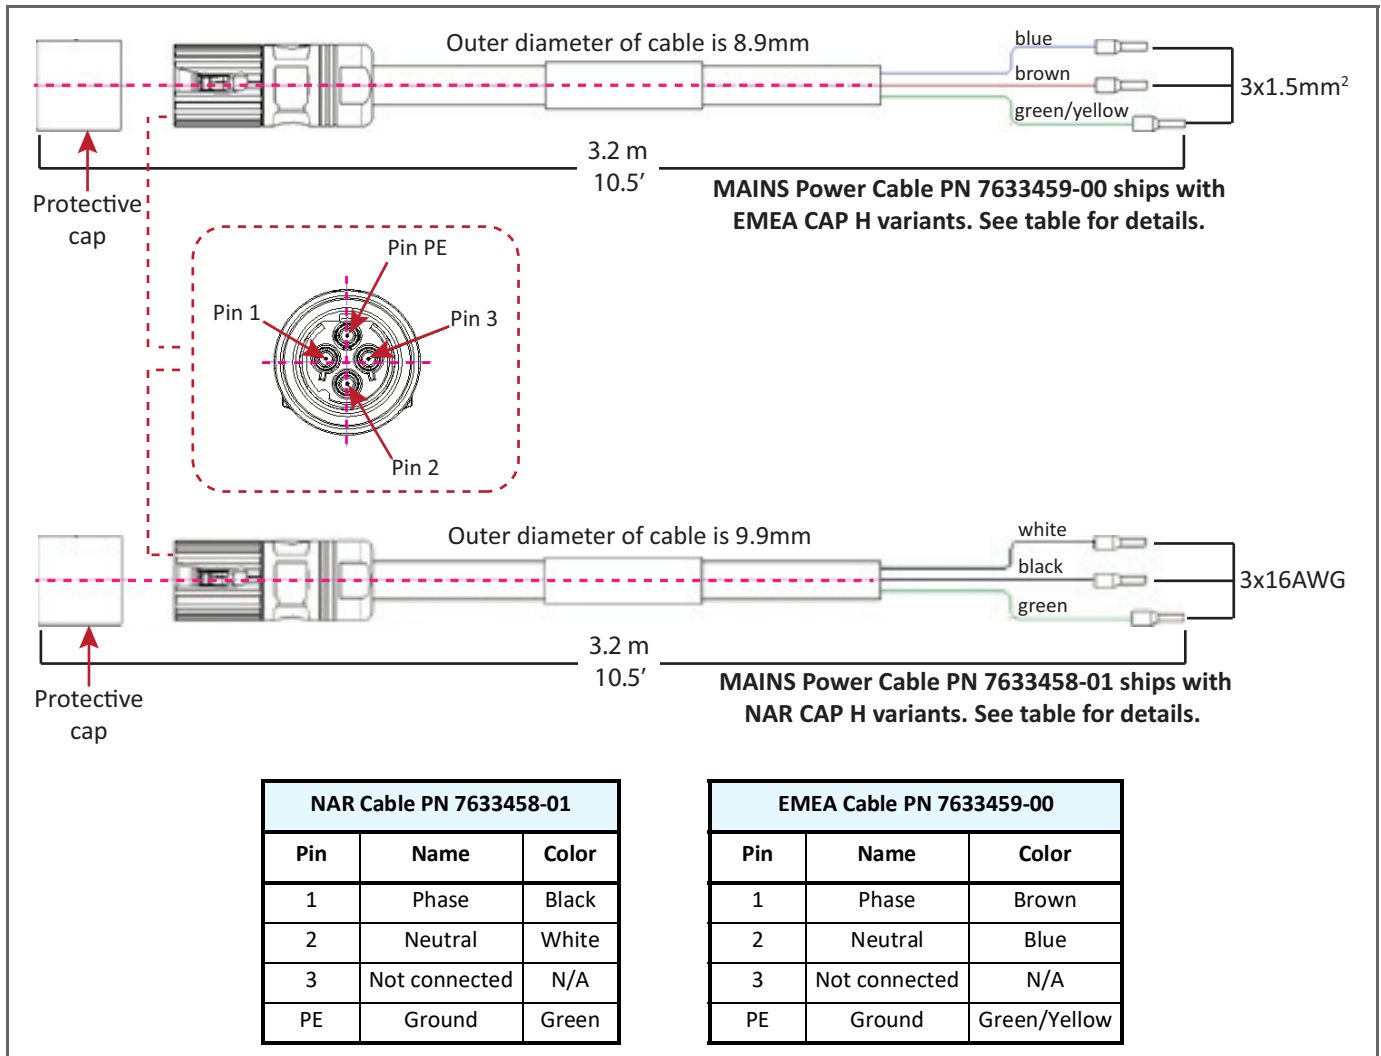 Outer diameter of cable is 8.9mm
blue
brown
green/yellow
3x1.5mm²
3.2 m
10.5’
Protective
cap
MAINS Power Cable PN 7633459-00 ships with
EMEA CAP H variants. See table for details.
Pin PE
Pin 1
Pin 3
Pin 2
Outer diameter of cable is 9.9mm
white
black
green
3x16AWG
3.2 m
10.5’
Protective
cap
MAINS Power Cable PN 7633458-01 ships with
NAR CAP H variants. See table for details.
NAR Cable PN 7633458-01
Pin Name Color
1 Phase Black
2 Neutral White
3 Not connected N/A
PE Ground Green
EMEA Cable PN 7633459-00
Pin Name Color
1 Phase Brown
2 Neutral Blue
3 Not connected N/A
PE Ground Green/Yellow